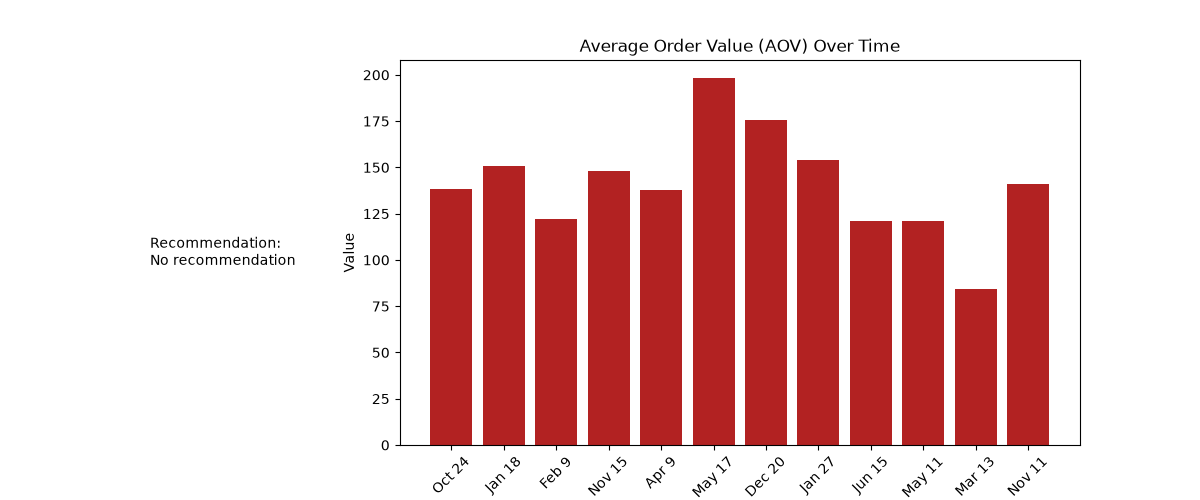 Average Order Value (AOV) Over Time
Recommendation:
No recommendation
Value
200
175
150
125
100
75
50
25
0
Oct 24
Jan 18
Feb 9
Nov 15
Apr 9
May 17
Dec 20
Jan 27
Jun 15
May 11
Mar 13
Nov 11